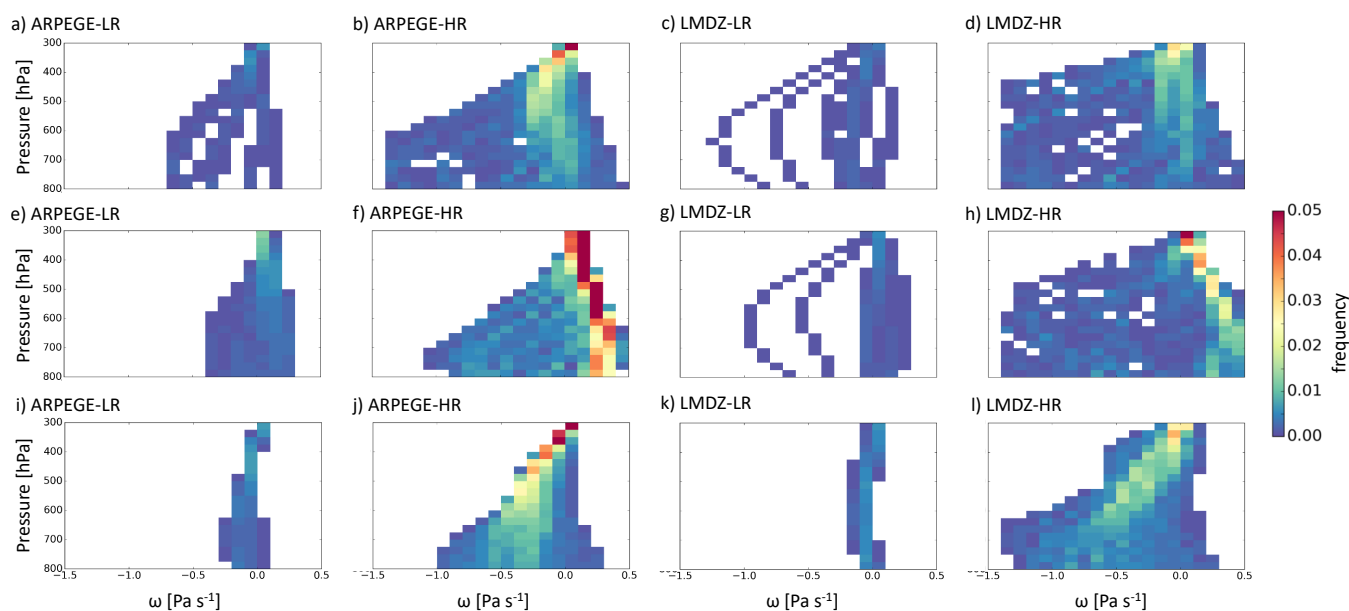 a) ARPEGE-LR b) ARPEGE-HR c) LMDZ-LR d) LMDZ-HR
300
400
500
600
700
800
Pressure [hPa]
e) ARPEGE-LR f) ARPEGE-HR g) LMDZ-LR h) LMDZ-HR
300
400
500
600
700
800
Pressure [hPa]
0.05
0.04
0.03
0.02
0.01
0.00
frequency
i) ARPEGE-LR j) ARPEGE-HR k) LMDZ-LR l) LMDZ-HR
300
400
500
600
700
800
Pressure [hPa]
−1.5 −1.0 −0.5 0.0 0.5 −1.5 −1.0 −0.5 0.0 0.5 −1.5 −1.0 −0.5 0.0 0.5 −1.5 −1.0 −0.5 0.0 0.5
ω [Pa s⁻¹] ω [Pa s⁻¹] ω [Pa s⁻¹] ω [Pa s⁻¹]